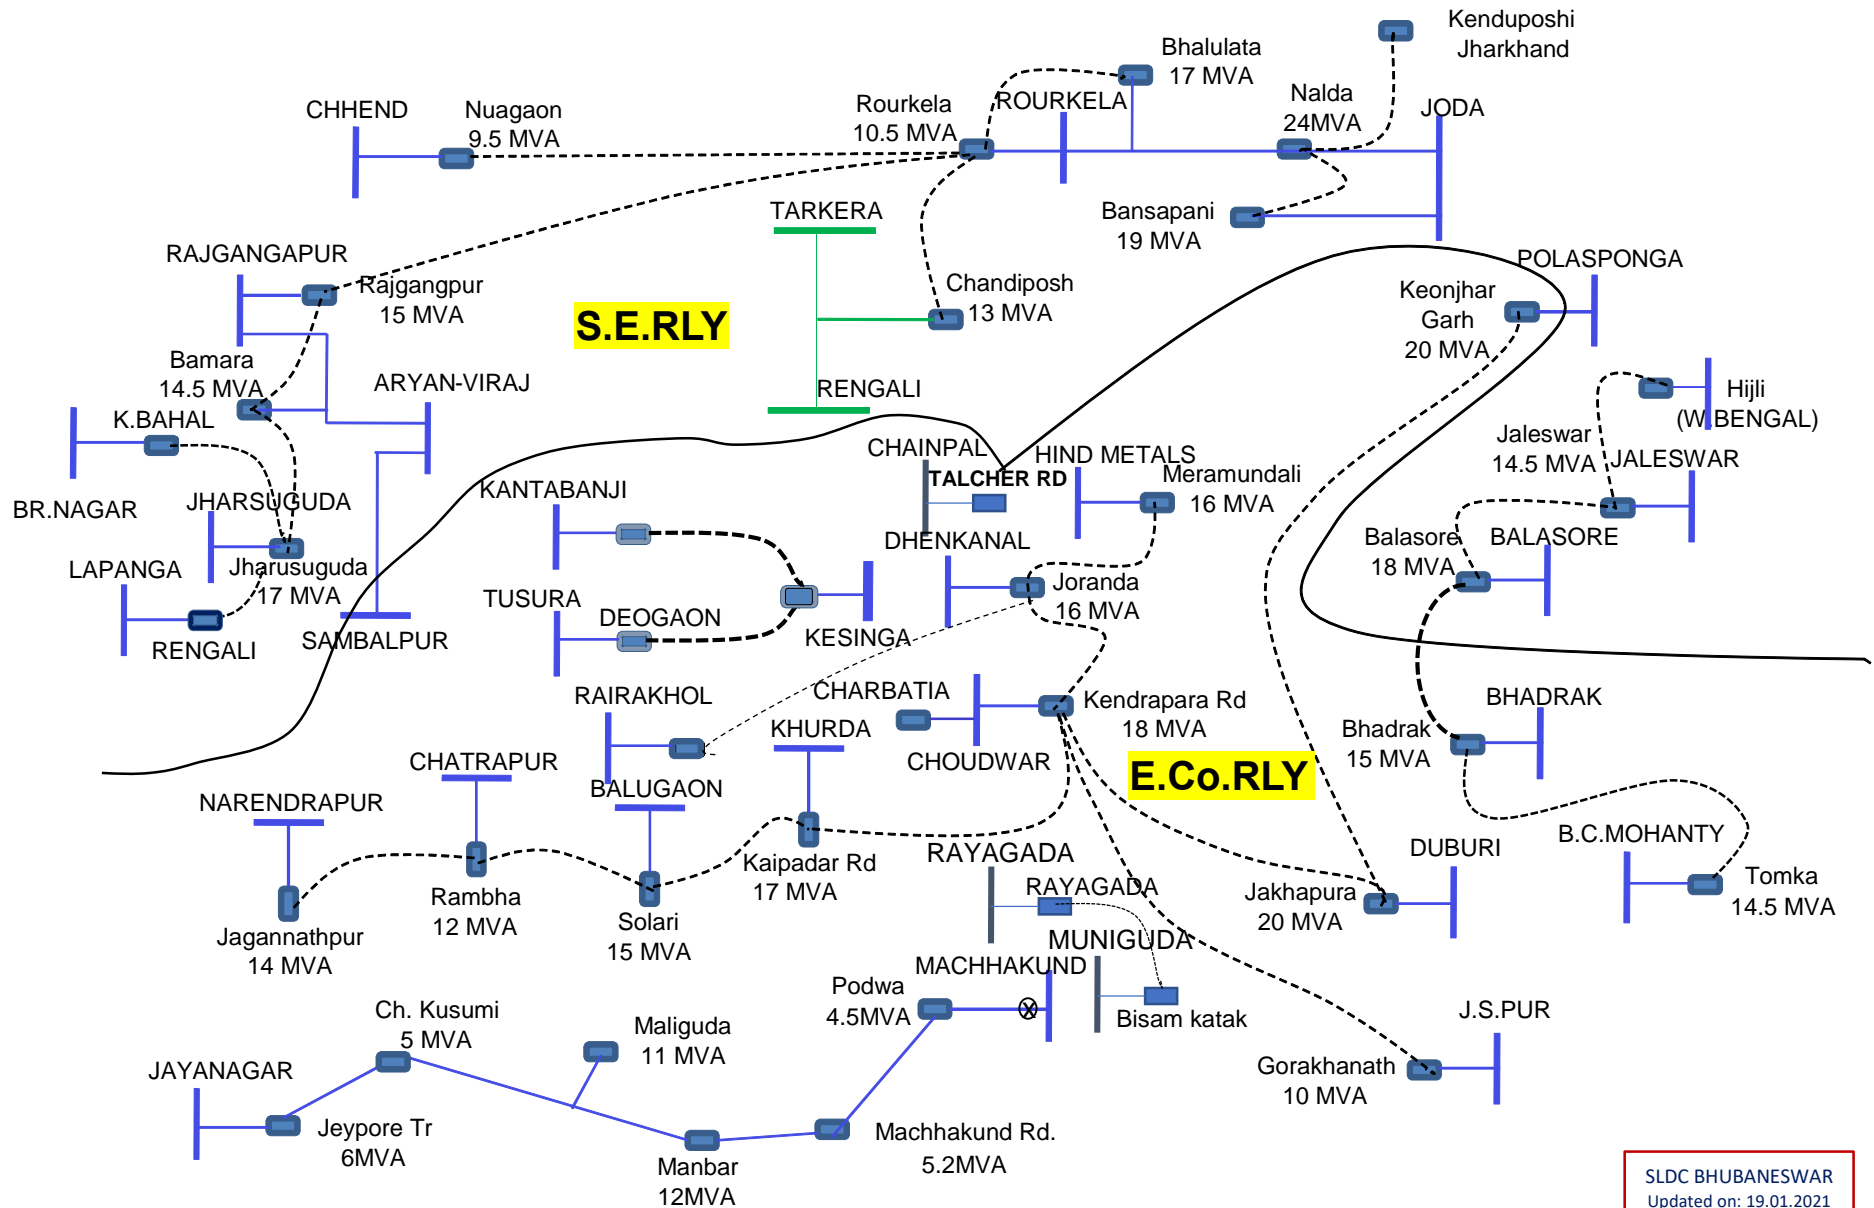 Kenduposhi
Jharkhand
Bhalulata
17 MVA
Nalda
24MVA
JODA
CHHEND
Nuagaon
9.5 MVA
Rourkela
10.5 MVA
ROURKELA
TARKERA
Bansapani
19 MVA
RAJGANGAPUR
Rajgangpur
15 MVA
S.E.RLY
Chandiposh
13 MVA
POLASPONGA
Keonjhar
Garh
20 MVA
Bamara
14.5 MVA
ARYAN-VIRAJ
RENGALI
K.BAHAL
Hijli
(W.BENGAL)
BR.NAGAR
JHARSUGUDA
Jharusuguda
17 MVA
LAPANGA
RENGALI
SAMBALPUR
KANTABANJI
CHAINPAL
TALCHER RD
HIND METALS
Meramundali
16 MVA
Jaleswar
14.5 MVA
JALESWAR
DHENKANAL
Joranda
16 MVA
Balasore
18 MVA
BALASORE
TUSURA
DEOGAON
KESINGA
RAIRAKHOL
CHARBATIA
Kendrapara Rd
18 MVA
CHOUDWAR
KHURDA
BHADRAK
Bhadrak
15 MVA
E.Co.RLY
CHATRAPUR
BALUGAON
NARENDRAPUR
Kaipadar Rd
17 MVA
RAYAGADA
RAYAGADA
DUBURI
B.C.MOHANTY
Jakhapura
20 MVA
Tomka
14.5 MVA
Rambha
12 MVA
Solari
15 MVA
Jagannathpur
14 MVA
MUNIGUDA
MACHHAKUND
Podwa
4.5MVA
X
Bisam katak
Ch. Kusumi
5 MVA
Maliguda
11 MVA
J.S.PUR
Gorakhanath
10 MVA
JAYANAGAR
Jeypore Tr
6MVA
Manbar
12MVA
Machhakund Rd.
5.2MVA
SLDC BHUBANESWAR
Updated on: 19.01.2021